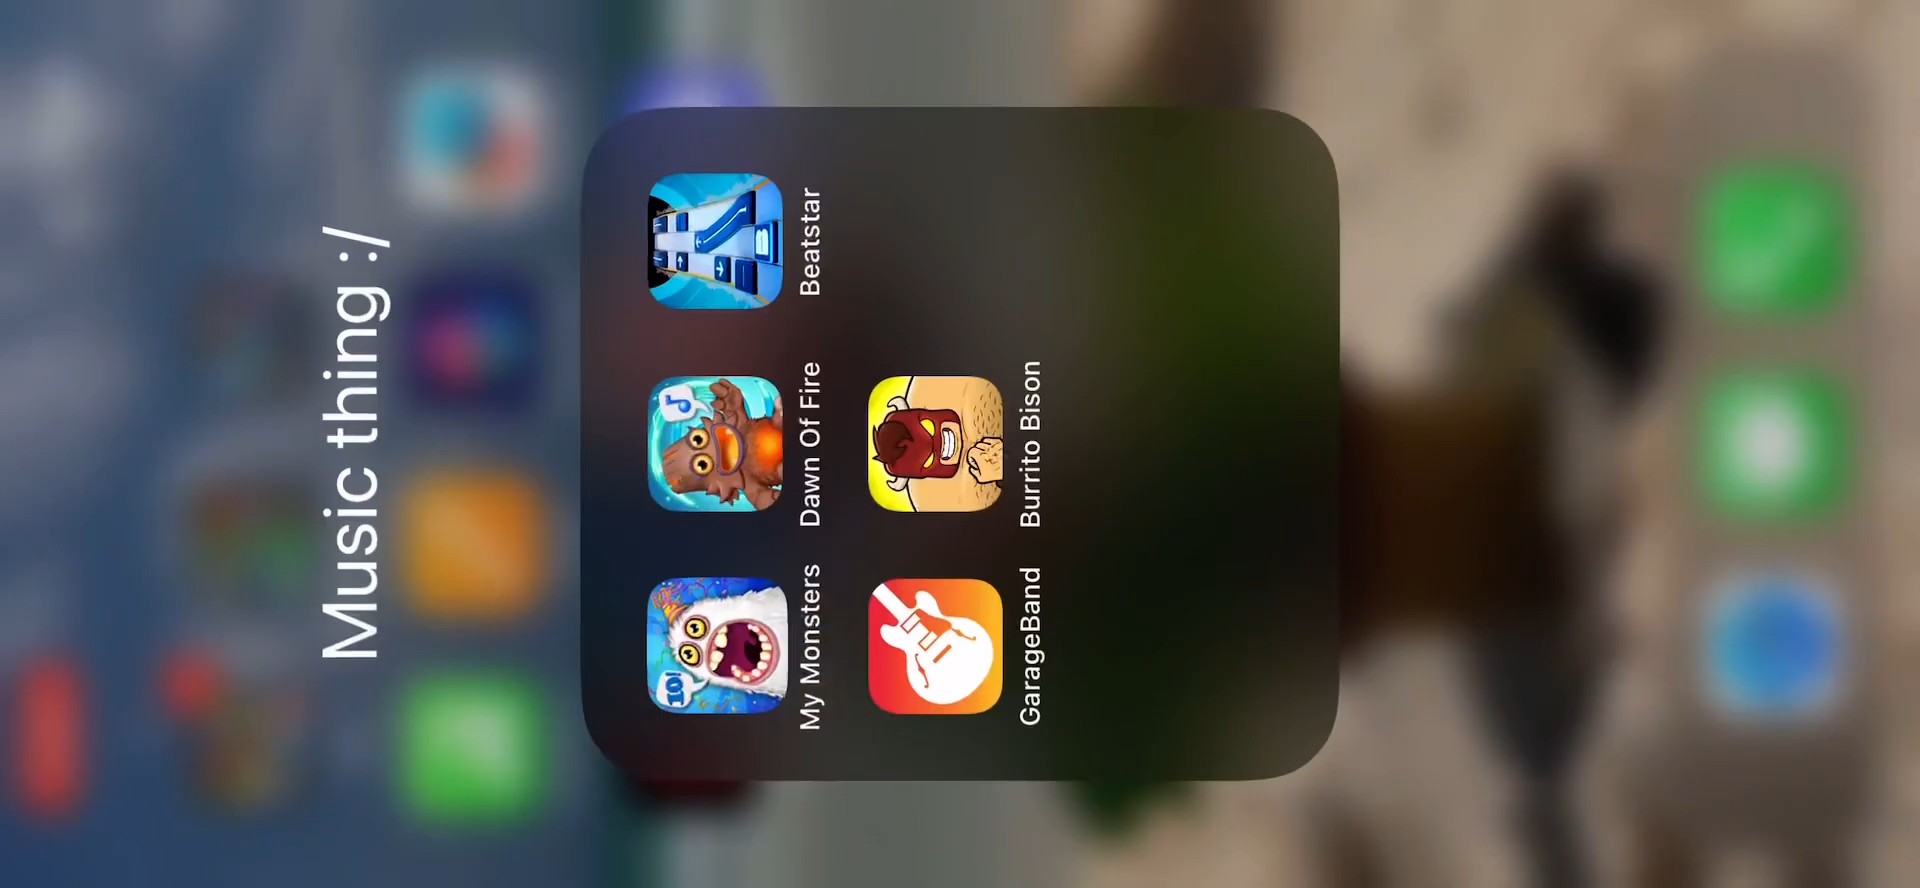 Music thing :/
My Monsters
Dawn Of Fire
Beatstar
GarageBand
Burrito Bison